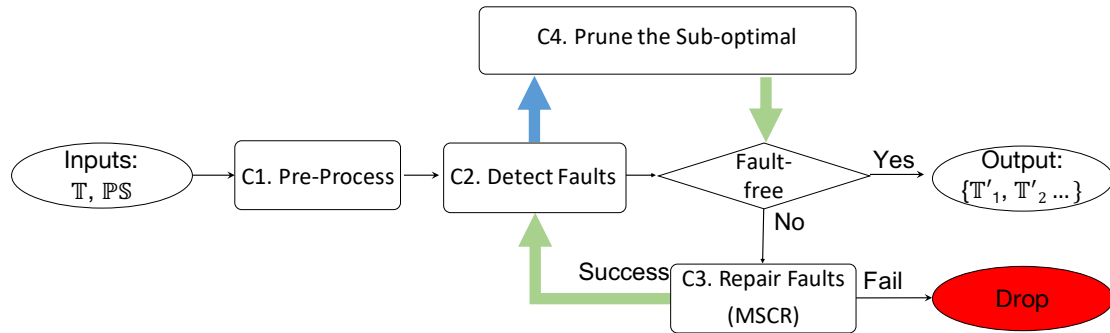 C4. Prune the Sub-optimal
Inputs:
𝕋, ℙ𝕊
C1. Pre-Process
C2. Detect Faults
Fault-
free
Yes
Output:
{𝕋′₁, 𝕋′₂ ...}
No
Success
C3. Repair Faults
(MSCR)
Fail
Drop